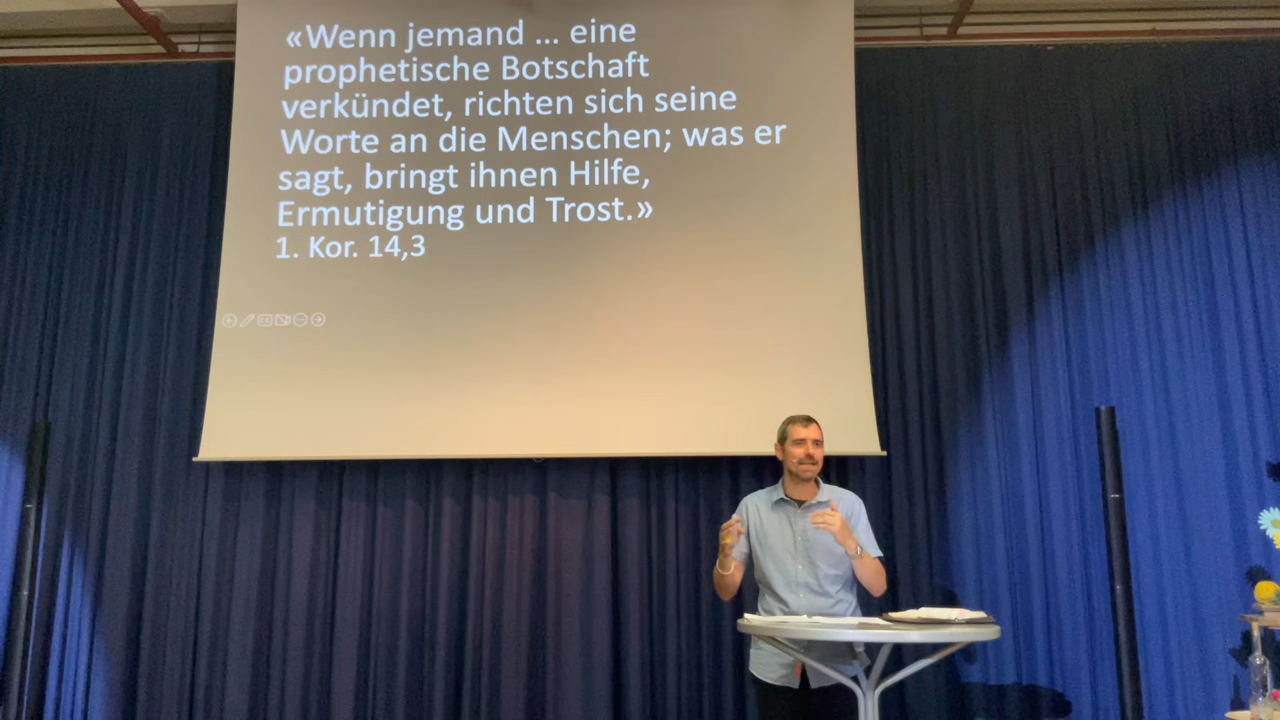 «Wenn jemand ... eine
prophetische Botschaft
verkündet, richten sich seine
Worte an die Menschen; was er
sagt, bringt ihnen Hilfe,
Ermutigung und Trost.»
1. Kor. 14,3